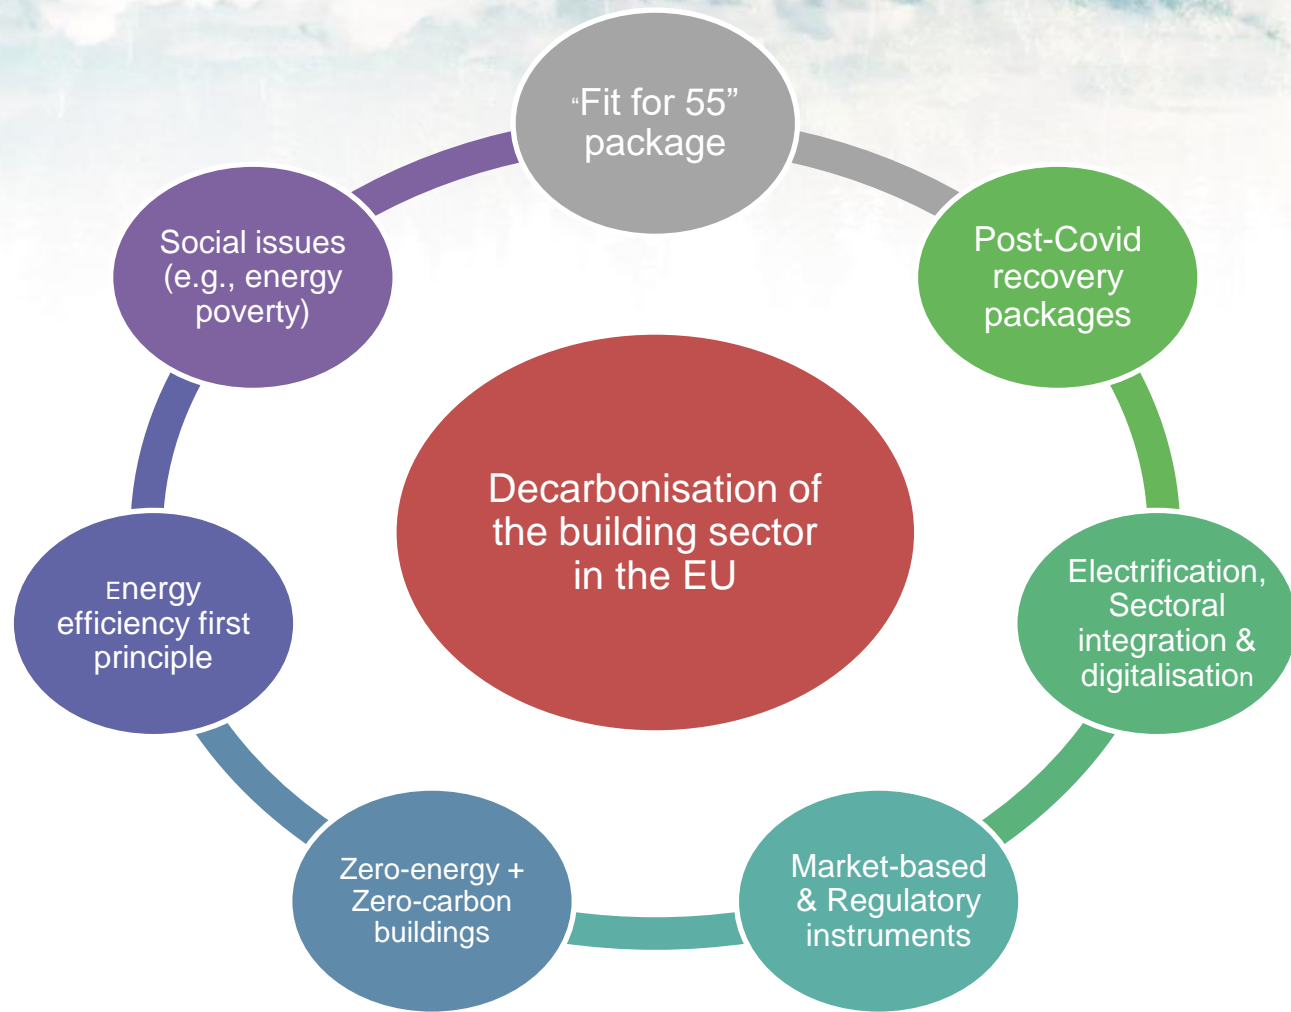 “Fit for 55”
package
Post-Covid
recovery
packages
Electrification,
Sectoral
integration &
digitalisation
Market-based
& Regulatory
instruments
Zero-energy +
Zero-carbon
buildings
Energy
efficiency first
principle
Social issues
(e.g., energy
poverty)
Decarbonisation of
the building sector
in the EU